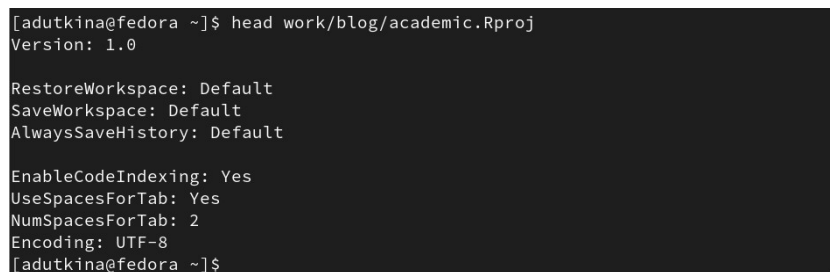 [adutkina@fedora ~]$ head work/blog/academic.Rproj
Version: 1.0
RestoreWorkspace: Default
SaveWorkspace: Default
AlwaysSaveHistory: Default
EnableCodeIndexing: Yes
UseSpacesForTab: Yes
NumSpacesForTab: 2
Encoding: UTF-8
[adutkina@fedora ~]$